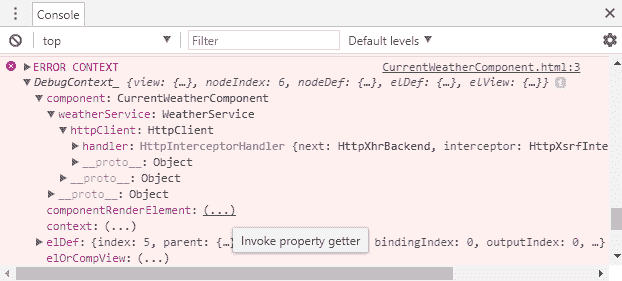 Console
top
Filter
Default levels
ERROR CONTEXT CurrentWeatherComponent.html:3
DebugContext_ {view: {…}, nodeIndex: 6, nodeDef: {…}, elDef: {…}, elView: {…}}
component: CurrentWeatherComponent
weatherService: WeatherService
httpClient: HttpClient
handler: HttpInterceptorHandler {next: HttpXhrBackend, interceptor: HttpXsrfInte
__proto__: Object
__proto__: Object
__proto__: Object
componentRenderElement: (...)
context: (...)
elDef: {index: 5, parent: {…} bindingIndex: 0, outputIndex: 0, …}
Invoke property getter
elOrCompView: (...)